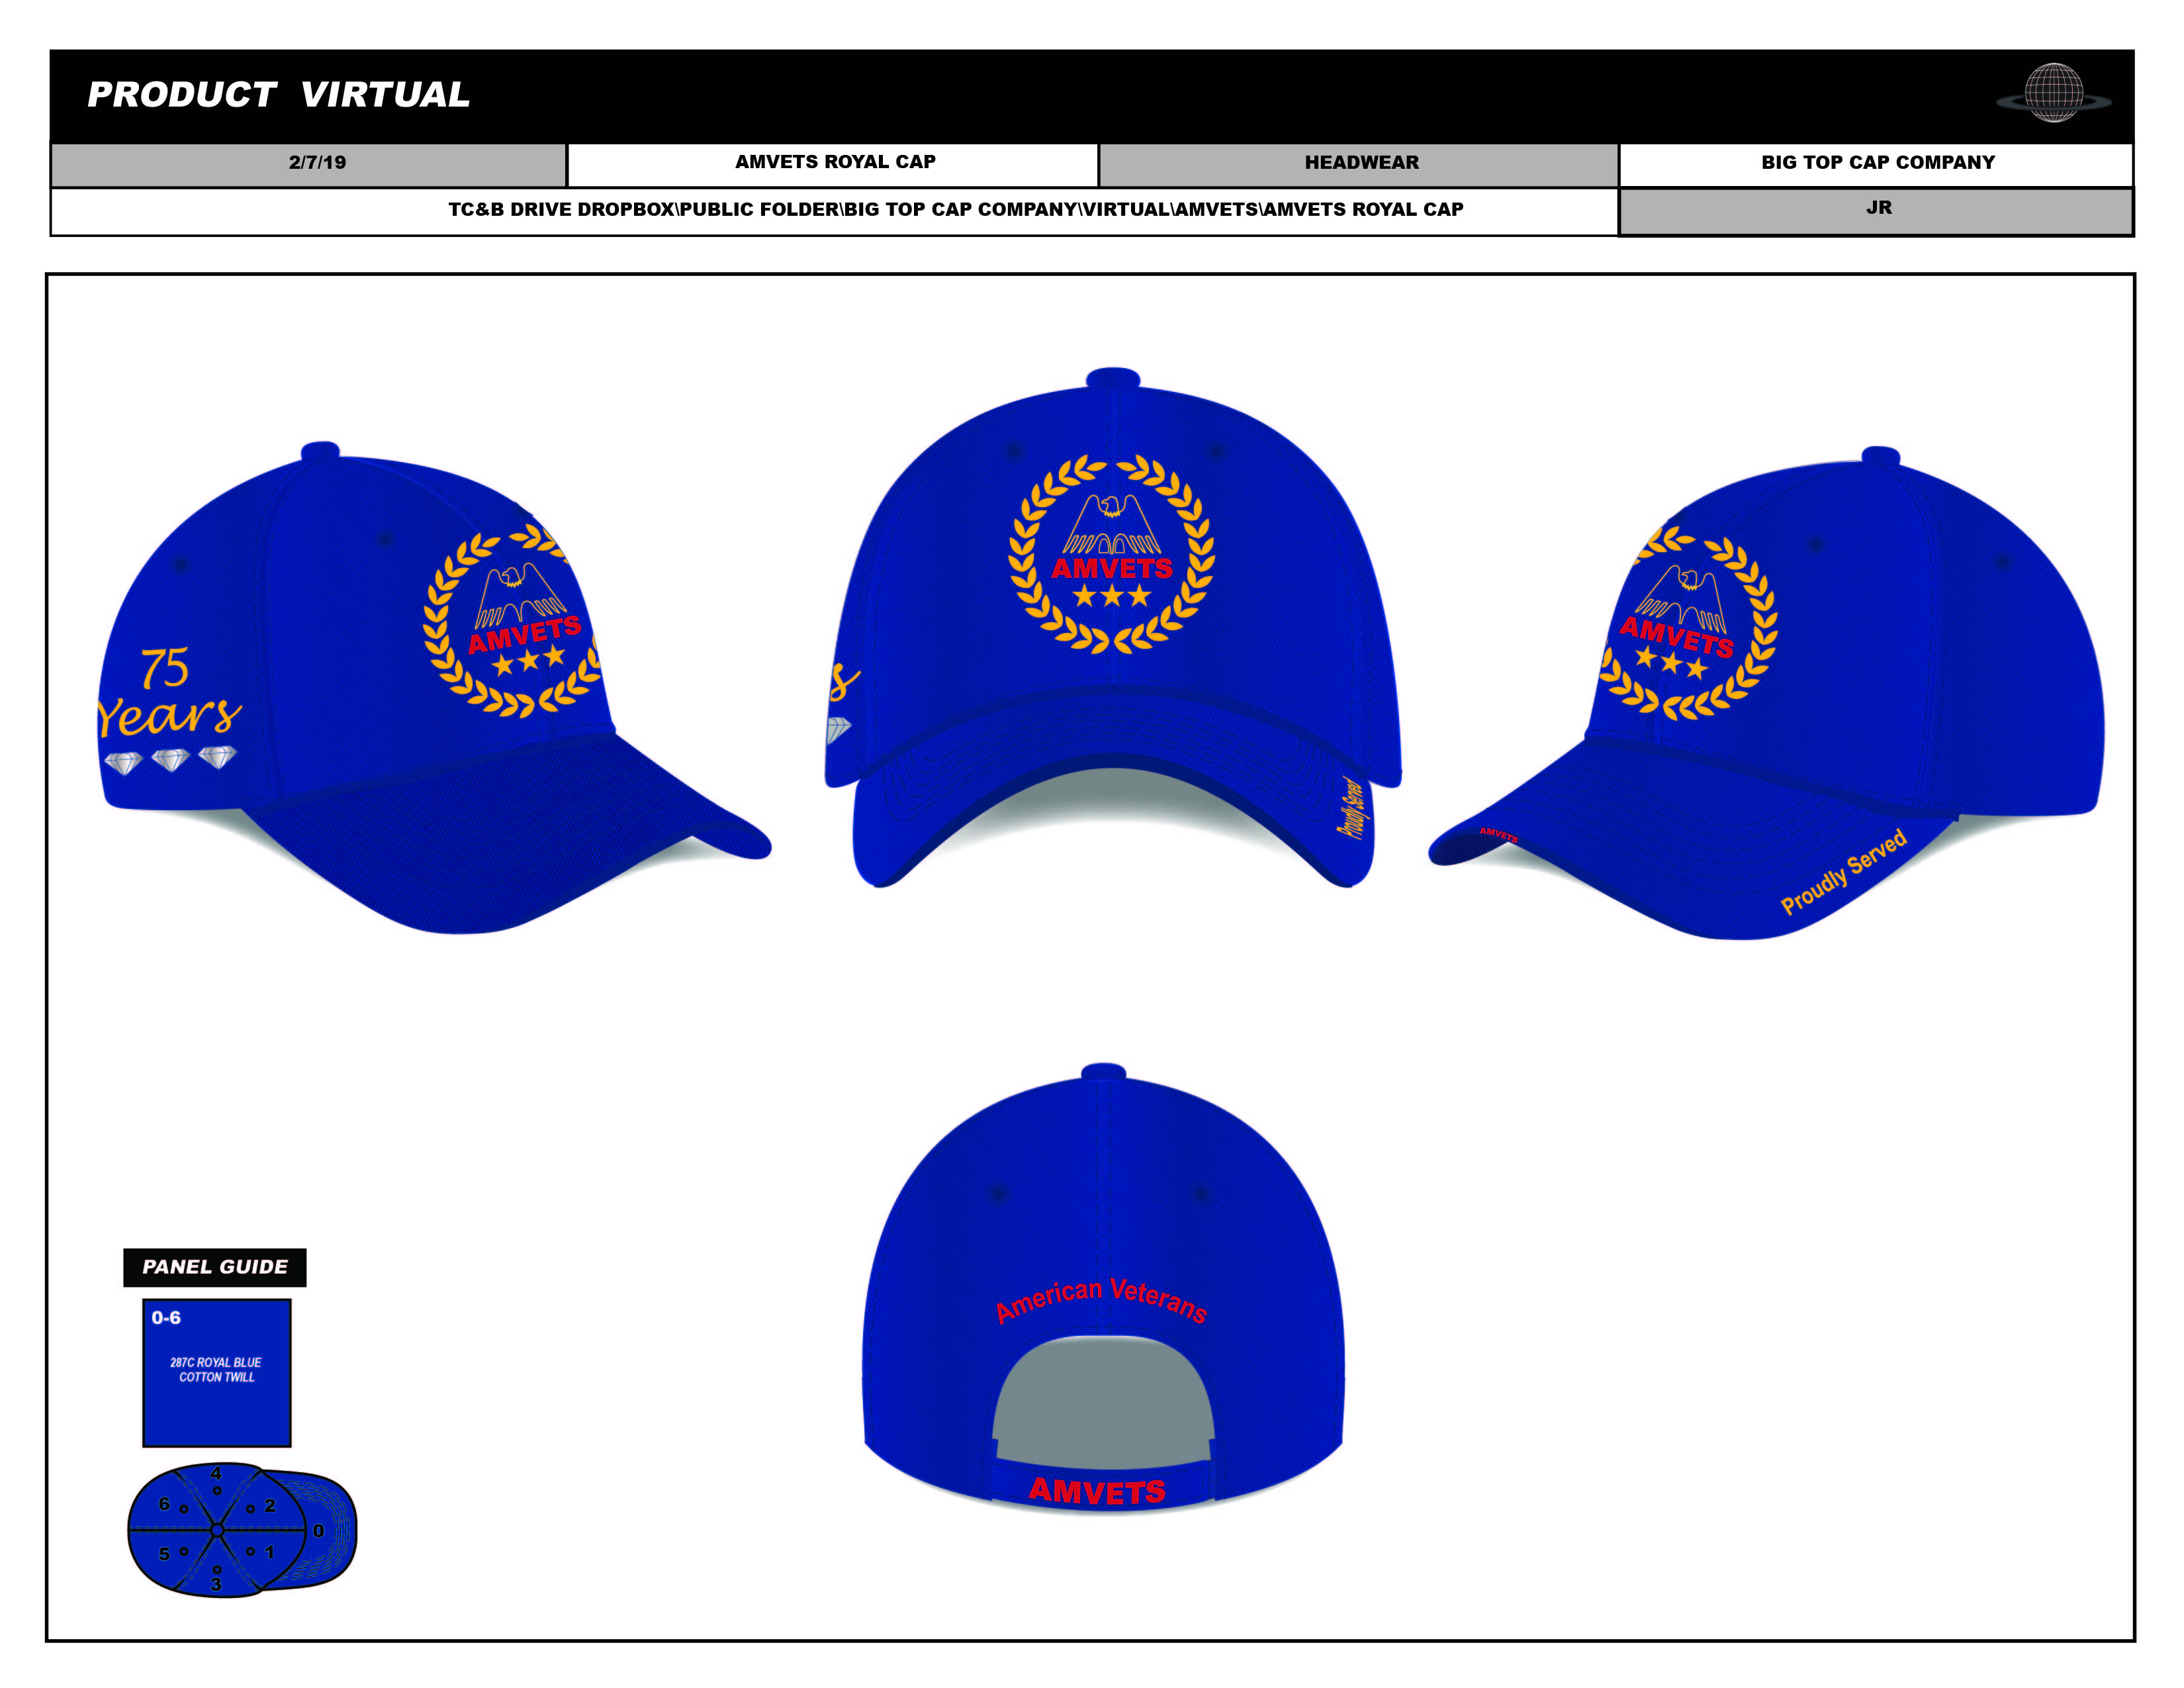 PRODUCT VIRTUAL
2/7/19
AMVETS ROYAL CAP
HEADWEAR
BIG TOP CAP COMPANY
TC&B DRIVE DROPBOX\PUBLIC FOLDER\BIG TOP CAP COMPANY\VIRTUAL\AMVETS\AMVETS ROYAL CAP
JR
75
Years
AMVETS
s
AMVETS
Proudly Served
AMVETS
AMVETS
Proudly Served
American Veterans
AMVETS
PANEL GUIDE
0-6
287C ROYAL BLUE
COTTON TWILL
4
6
2
0
5
1
3